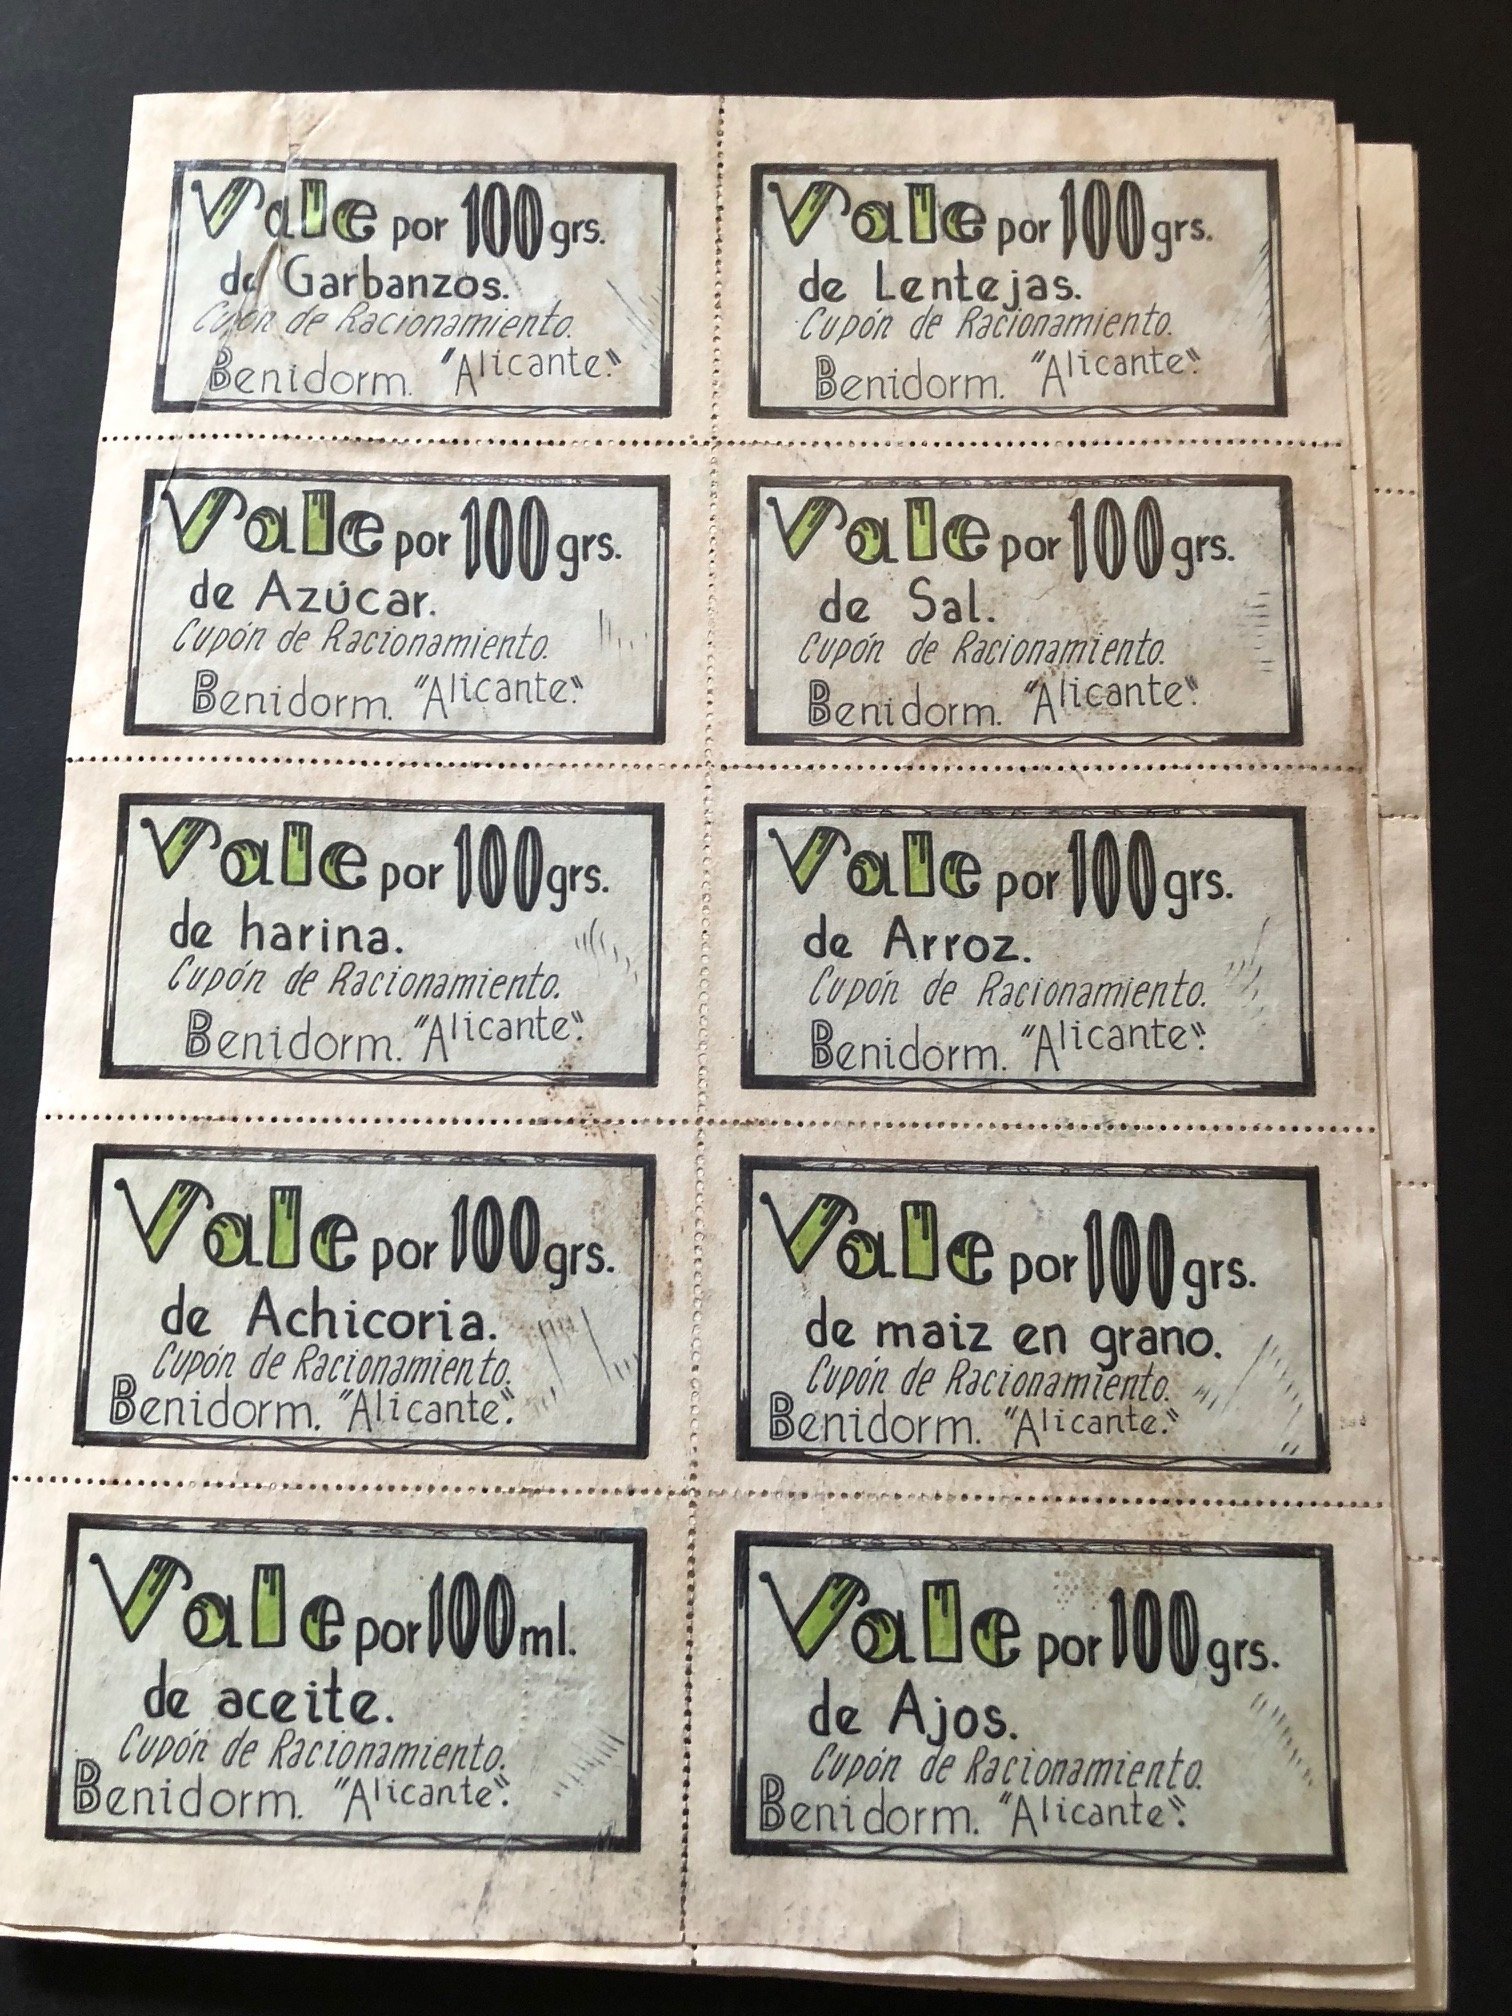 Vale por 100 grs.
de Garbanzos.
Cupón de Racionamiento.
Benidorm. "Alicante".
Vale por 100 grs.
de Lentejas.
Cupón de Racionamiento.
Benidorm. "Alicante".
Vale por 100 grs.
de Azúcar.
Cupón de Racionamiento.
Benidorm. "Alicante".
Vale por 100 grs.
de Sal.
Cupón de Racionamiento.
Benidorm. "Alicante".
Vale por 100 grs.
de harina.
Cupón de Racionamiento.
Benidorm. "Alicante".
Vale por 100 grs.
de Arroz.
Cupón de Racionamiento.
Benidorm. "Alicante".
Vale por 100 grs.
de Achicoria.
Cupón de Racionamiento.
Benidorm. "Alicante".
Vale por 100 grs.
de maiz en grano.
Cupón de Racionamiento.
Benidorm. "Alicante".
Vale por 100 ml.
de aceite.
Cupón de Racionamiento.
Benidorm. "Alicante".
Vale por 100 grs.
de Ajos.
Cupón de Racionamiento.
Benidorm. "Alicante".